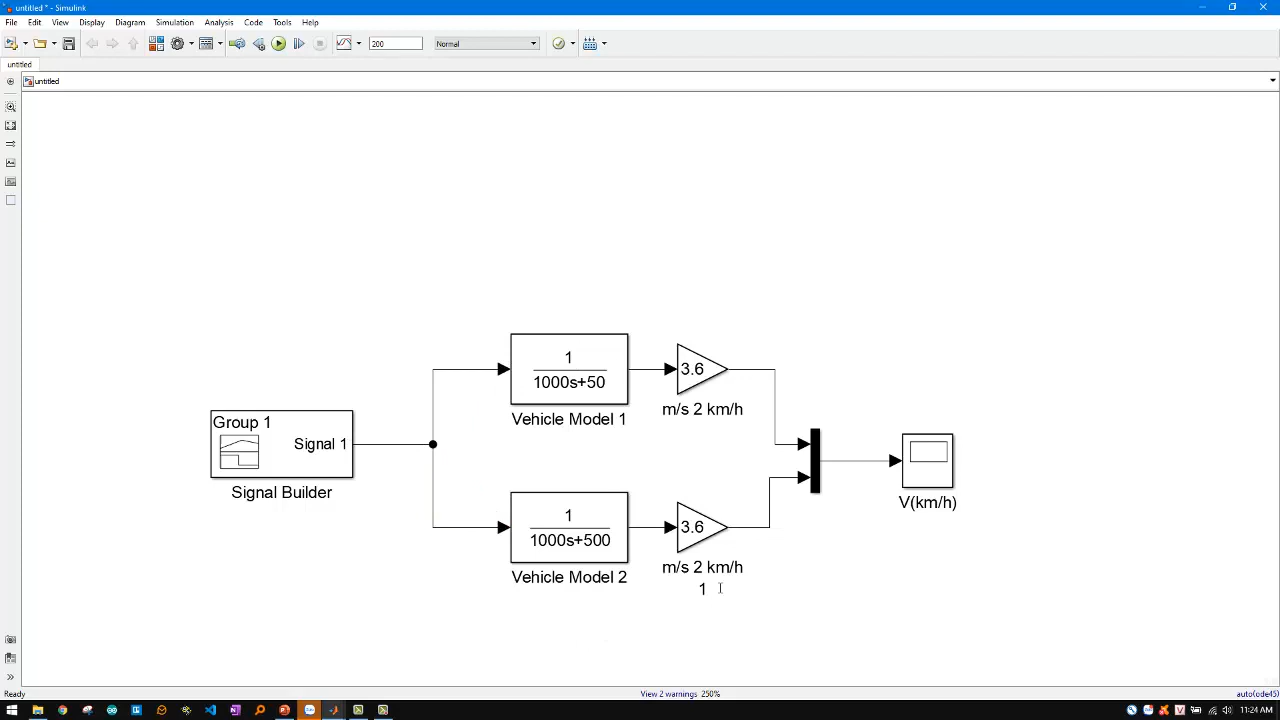 untitled * - Simulink
File Edit View Display Diagram Simulation Analysis Code Tools Help
200 Normal
untitled
untitled
1
1000s+50
3.6
Vehicle Model 1
m/s 2 km/h
Group 1
Signal 1
Signal Builder
V(km/h)
1
1000s+500
3.6
Vehicle Model 2
m/s 2 km/h
1
Ready View 2 warnings 250% auto(ode45)
11:24 AM